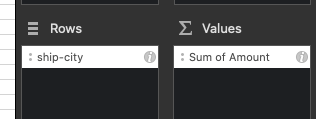 Rows
Values
ship-city
Sum of Amount